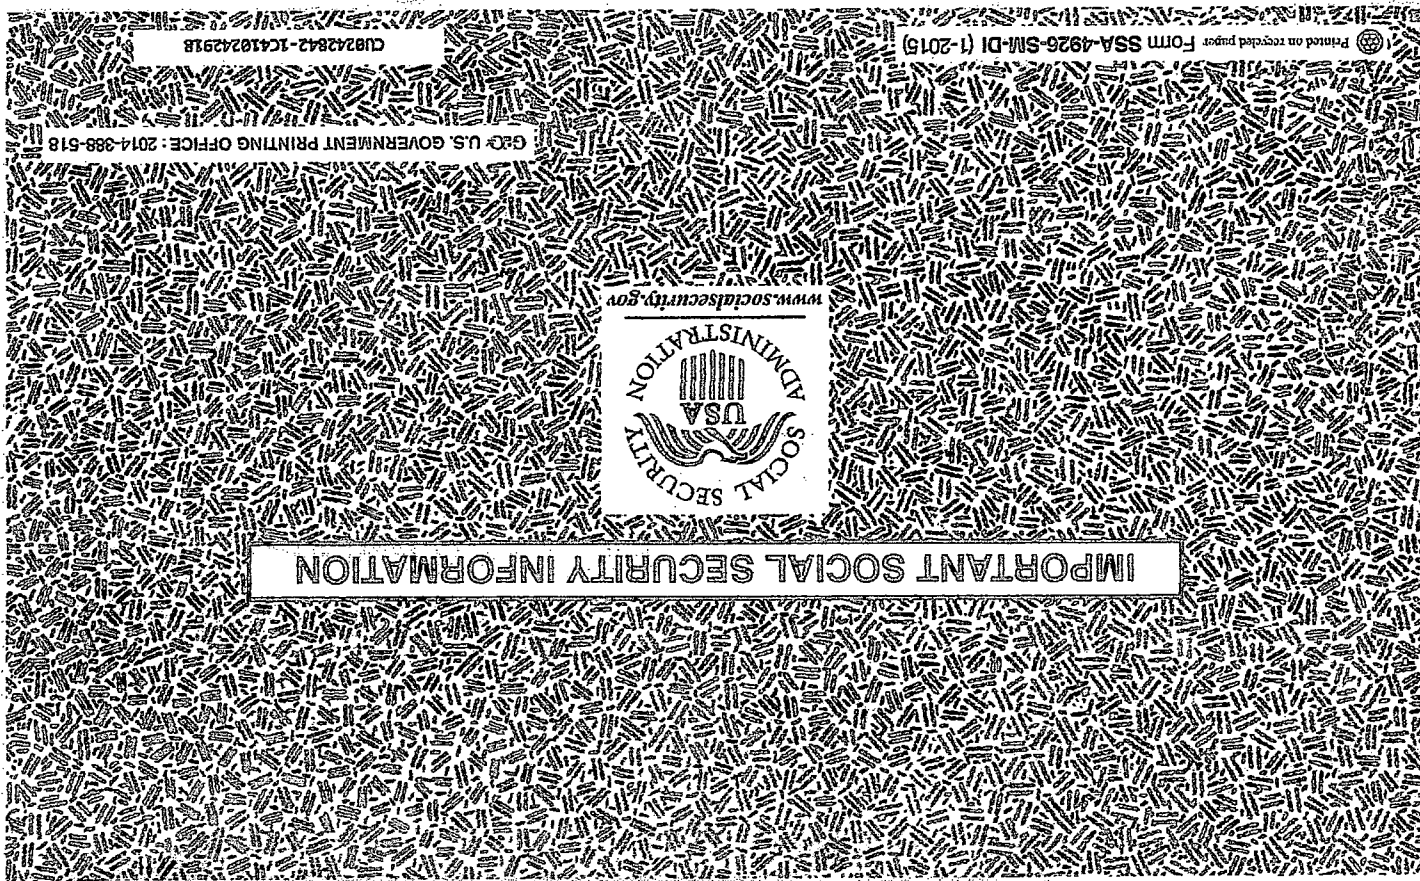 IMPORTANT SOCIAL SECURITY INFORMATION
SOCIAL SECURITY
USA
ADMINISTRATION
www.socialsecurity.gov
GPO U.S. GOVERNMENT PRINTING OFFICE: 2014-388-518
Printed on recycled paper Form SSA-4926-SM-DI (1-2015)
CU0242842-1C41024242918